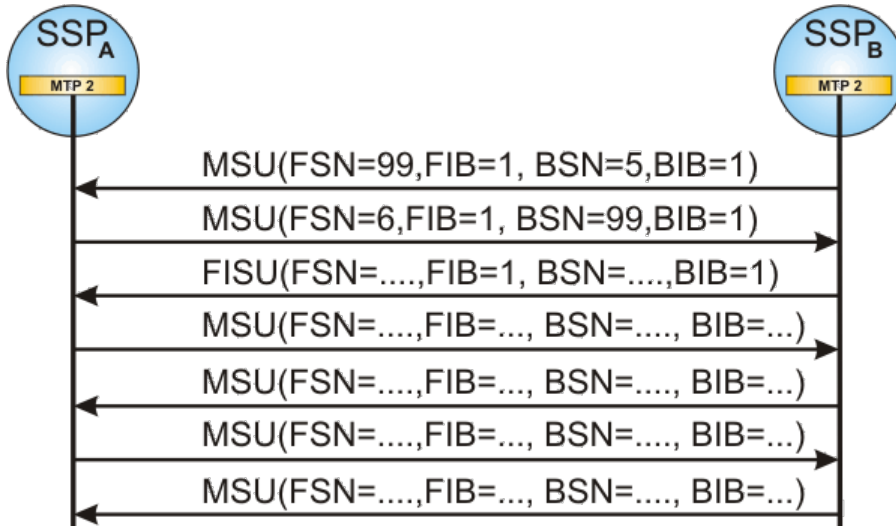 SSP A
SSP B
MTP 2
MTP 2
MSU(FSN=99,FIB=1, BSN=5,BIB=1)
MSU(FSN=6,FIB=1, BSN=99,BIB=1)
FISU(FSN=....,FIB=1, BSN=....,BIB=1)
MSU(FSN=....,FIB=..., BSN=...., BIB=...)
MSU(FSN=....,FIB=..., BSN=...., BIB=...)
MSU(FSN=....,FIB=..., BSN=...., BIB=...)
MSU(FSN=....,FIB=..., BSN=...., BIB=...)